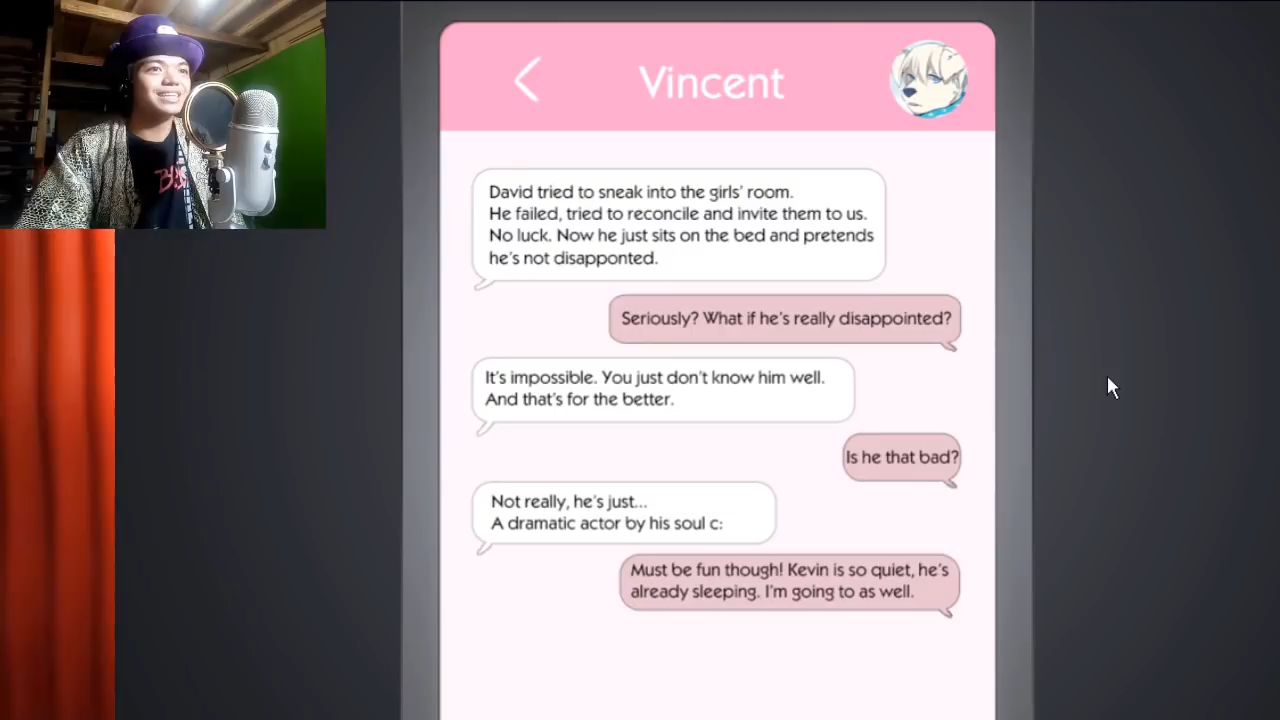 Vincent
David tried to sneak into the girls' room.
He failed, tried to reconcile and invite them to us.
No luck. Now he just sits on the bed and pretends
he's not disapponted.
Seriously? What if he's really disappointed?
It's impossible. You just don't know him well.
And that's for the better.
Is he that bad?
Not really, he's just...
A dramatic actor by his soul c:
Must be fun though! Kevin is so quiet, he's
already sleeping. I'm going to as well.